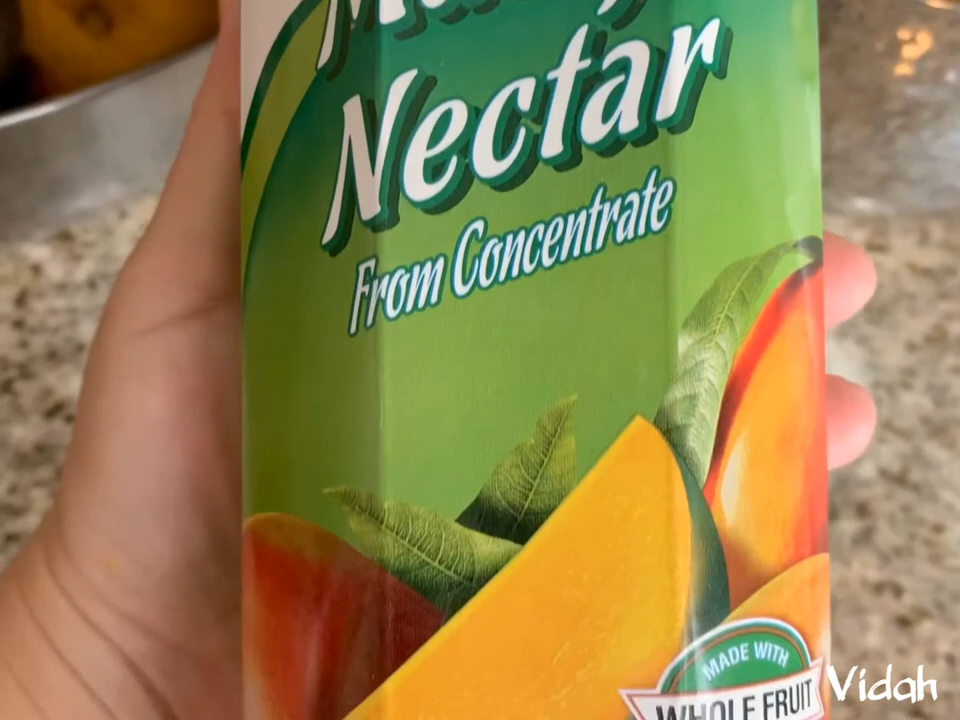 Nectar
From Concentrate
MADE WITH
WHOLE FRUIT
Vidah